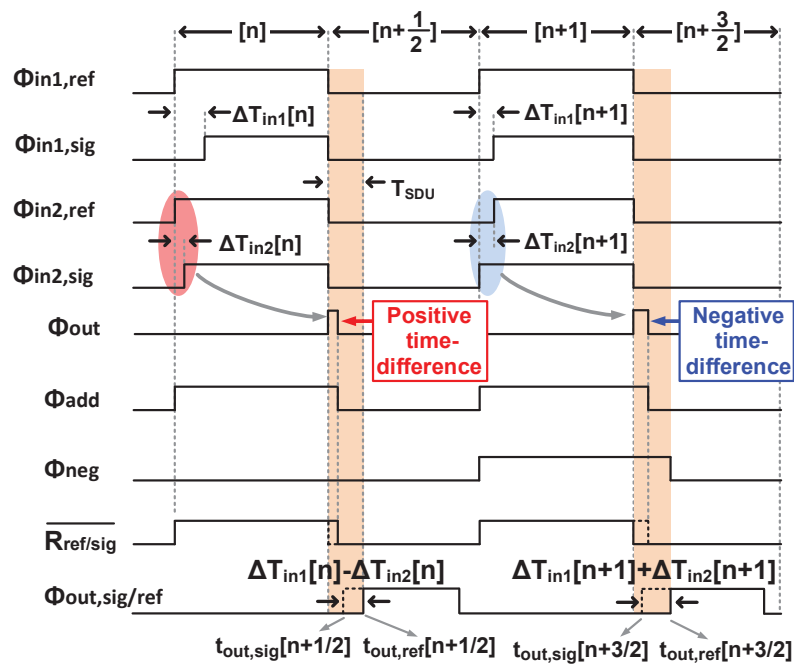 [n] [n+1/2] [n+1] [n+3/2]
Φin1,ref
ΔTin1[n] ΔTin1[n+1]
Φin1,sig
TSDU
Φin2,ref
ΔTin2[n] ΔTin2[n+1]
Φin2,sig
Φout
Positive time-difference
Negative time-difference
Φadd
Φneg
Rref/sig
ΔTin1[n]-ΔTin2[n] ΔTin1[n+1]+ΔTin2[n+1]
Φout,sig/ref
tout,sig[n+1/2] tout,ref[n+1/2] tout,sig[n+3/2] tout,ref[n+3/2]